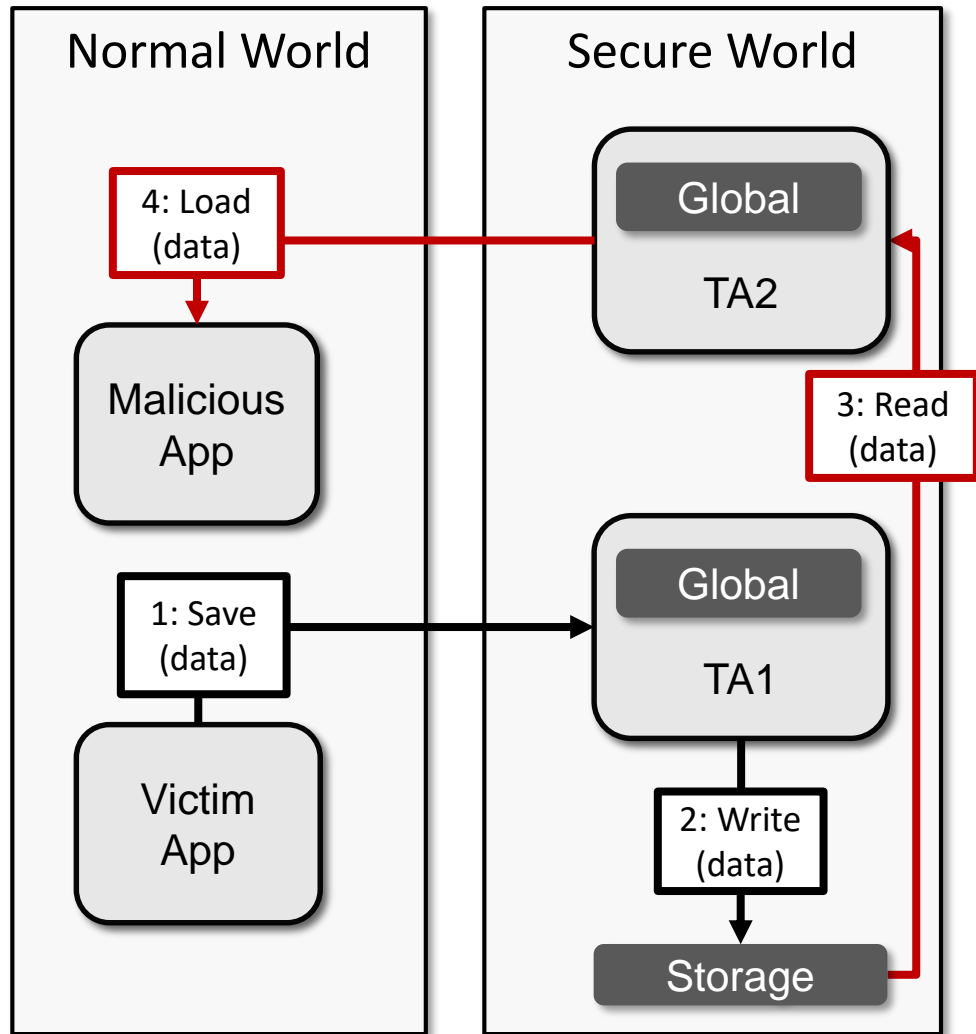 Normal World
Secure World
4: Load
(data)
Global
TA2
Malicious
App
3: Read
(data)
1: Save
(data)
Global
TA1
Victim
App
2: Write
(data)
Storage